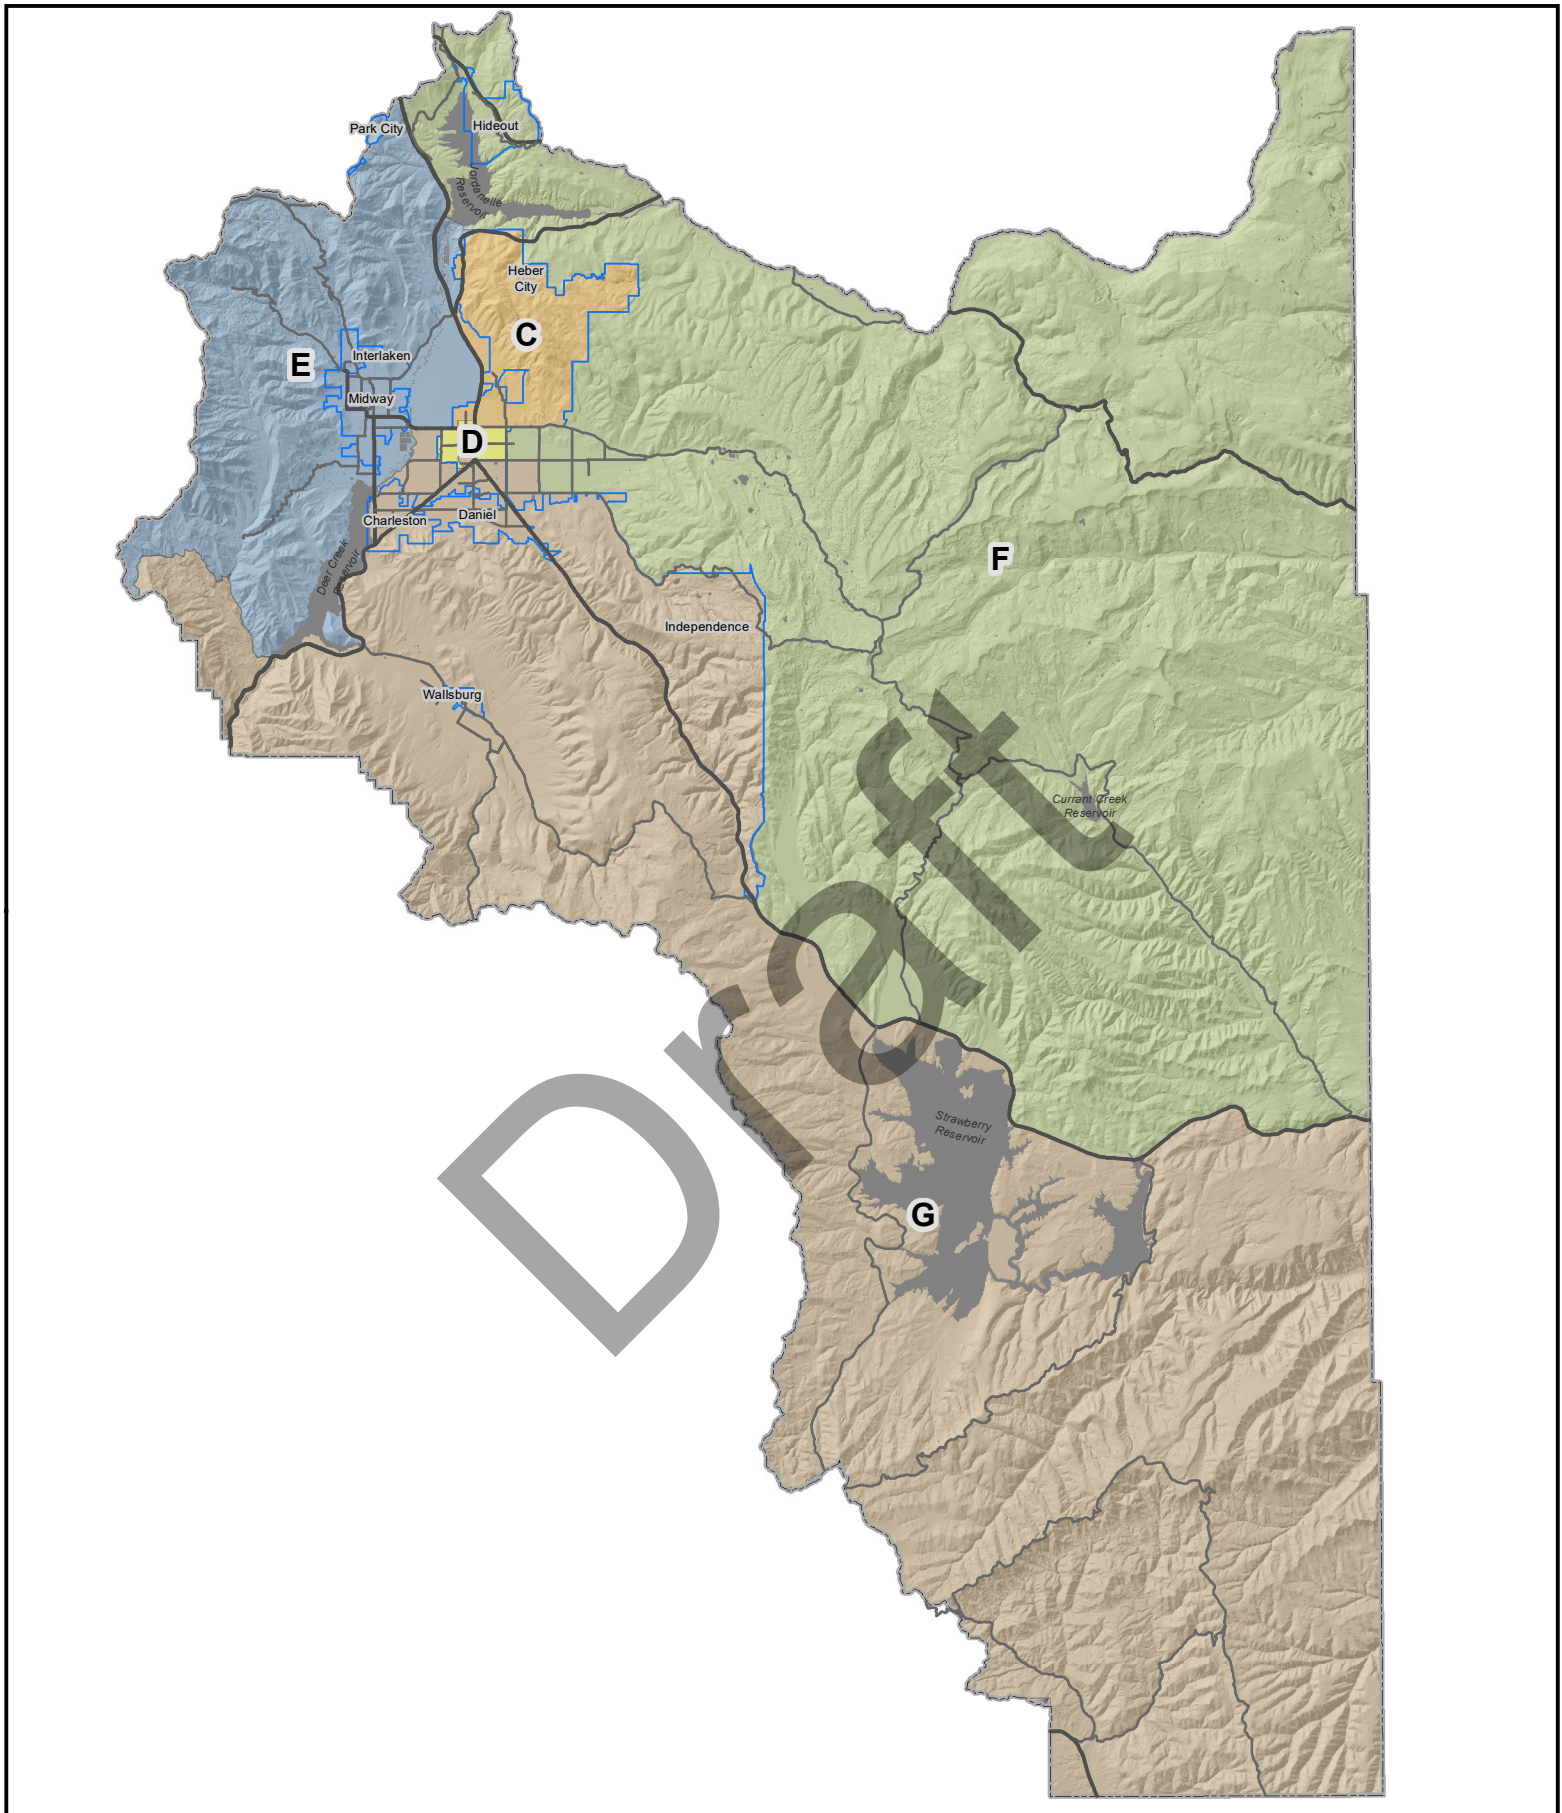 Park City
Hideout
Jordanelle
Reservoir
Heber
City
C
Interlaken
E
Midway
D
Charleston
Daniel
Deer Creek
Reservoir
F
Independence
Wallsburg
Currant Creek
Reservoir
Draft
Strawberry
Reservoir
G